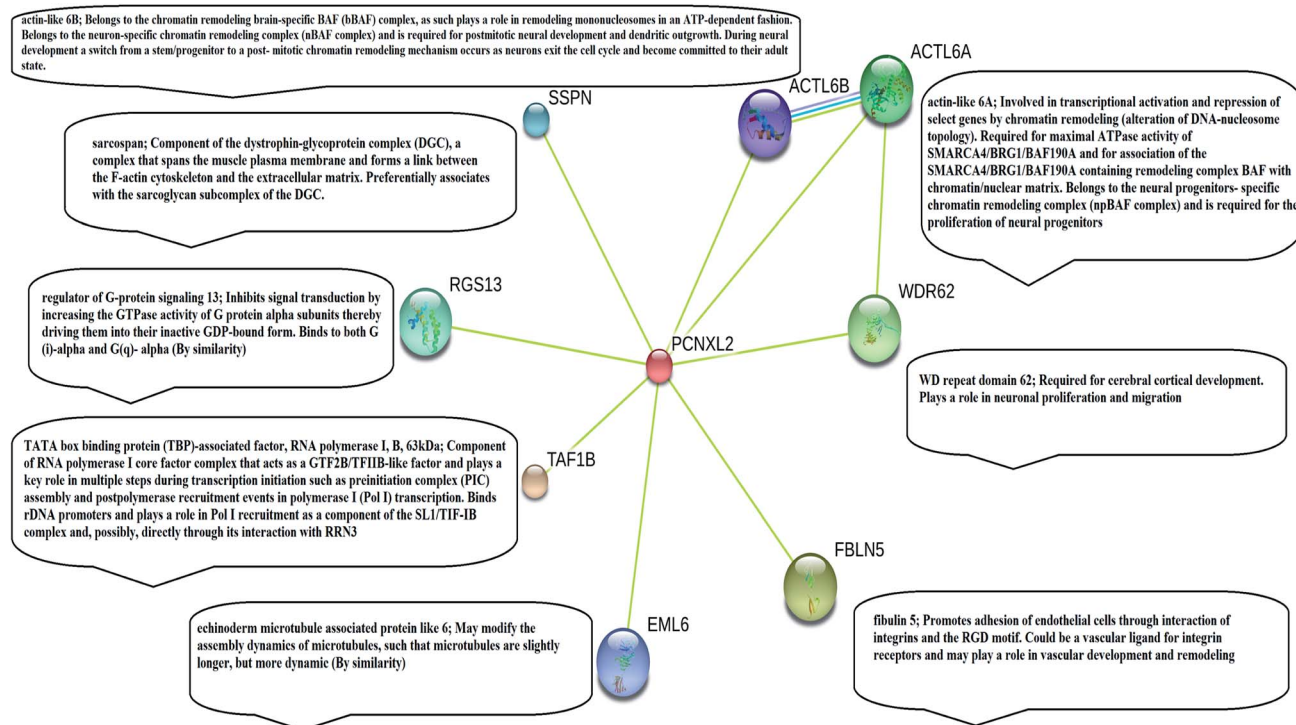 actin-like 6B; Belongs to the chromatin remodeling brain-specific BAF (bBAF) complex, as such plays a role in remodeling mononucleosomes in an ATP-dependent fashion.
Belongs to the neuron-specific chromatin remodeling complex (nBAF complex) and is required for postmitotic neural development and dendritic outgrowth. During
neural development a switch from a stem/progenitor to a post- mitotic chromatin remodeling mechanism occurs as neurons exit the cell cycle and become committed to their adult
state.
SSPN
ACTL6B
ACTL6A
sarcospan; Component of the dystrophin-glycoprotein complex (DGC), a
complex that spans the muscle plasma membrane and forms a link between
the F-actin cytoskeleton and the extracellular matrix. Preferentially associates
with the sarcoglycan subcomplex of the DGC.
actin-like 6A; Involved in transcriptional activation and repression of
select genes by chromatin remodeling (alteration of DNA-nucleosome
topology). Required for maximal ATPase activity of
SMARCA4/BRG1/BAF190A and for association of the
SMARCA4/BRG1/BAF190A containing remodeling complex BAF with
chromatin/nuclear matrix. Belongs to the neural progenitors- specific
chromatin remodeling complex (npBAF complex) and is required for the
proliferation of neural progenitors
RGS13
regulator of G-protein signaling 13; Inhibits signal transduction by
increasing the GTPase activity of G protein alpha subunits thereby
driving them into their inactive GDP-bound form. Binds to both G
(i)-alpha and G(q)- alpha (By similarity)
WDR62
PCNXL2
WD repeat domain 62; Required for cerebral cortical development.
Plays a role in neuronal proliferation and migration
TATA box binding protein (TBP)-associated factor, RNA polymerase I, B, 63kDa; Component
of RNA polymerase I core factor complex that acts as a GTF2B/TFIIB-like factor and plays a
key role in multiple steps during transcription initiation such as preinitiation complex (PIC)
assembly and postpolymerase recruitment events in polymerase I (Pol I) transcription. Binds
rDNA promoters and plays a role in Pol I recruitment as a component of the SL1/TIF-IB
complex and, possibly, directly through its interaction with RRN3
TAF1B
FBLN5
fibulin 5; Promotes adhesion of endothelial cells through interaction of
integrins and the RGD motif. Could be a vascular ligand for integrin
receptors and may play a role in vascular development and remodeling
EML6
echinoderm microtubule associated protein like 6; May modify the
assembly dynamics of microtubules, such that microtubules are slightly
longer, but more dynamic (By similarity)